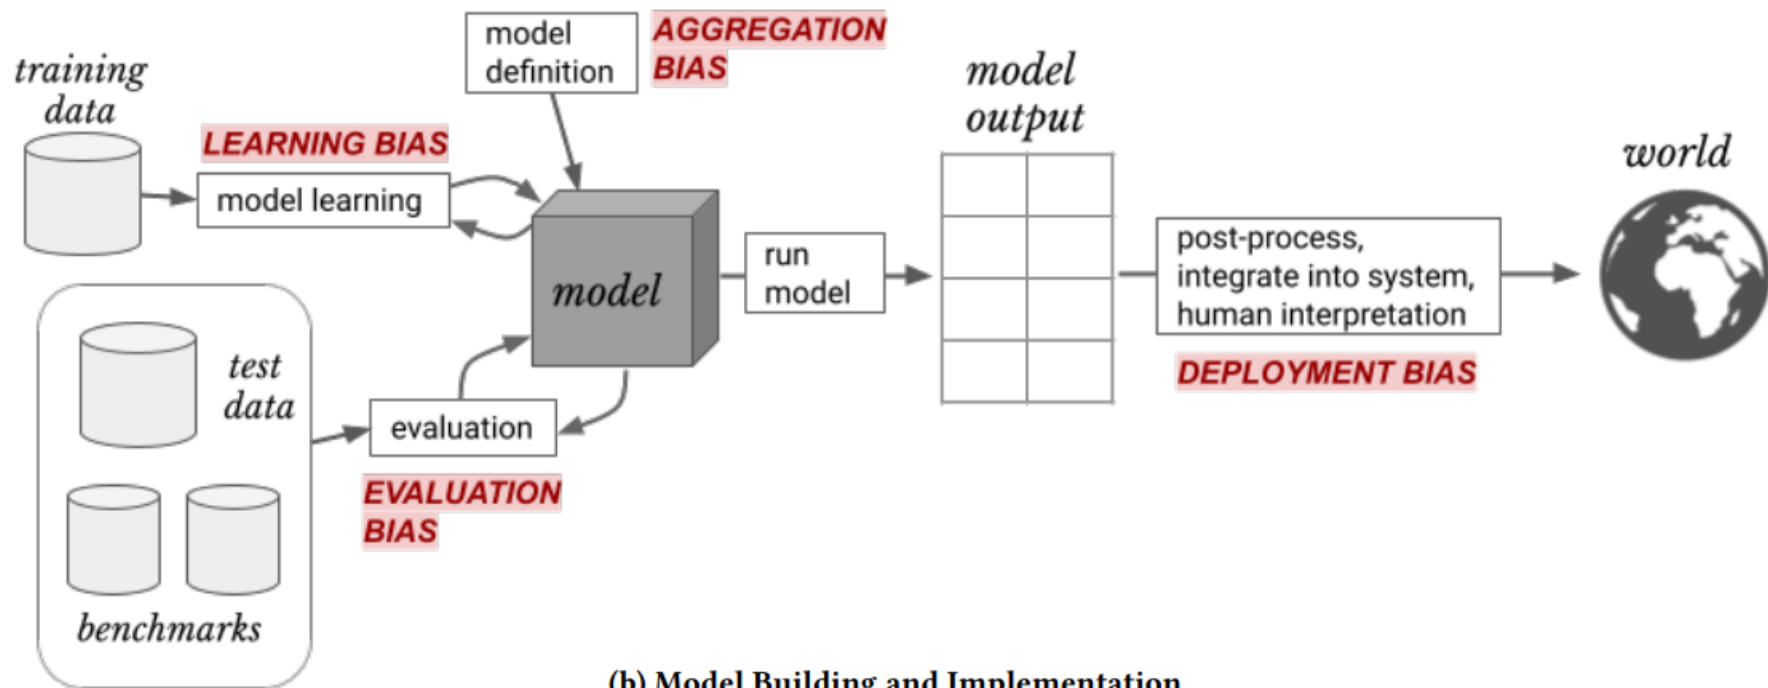 training
data
LEARNING BIAS
model learning
model
definition
AGGREGATION
BIAS
model
run
model
model
output
post-process,
integrate into system,
human interpretation
DEPLOYMENT BIAS
world
test
data
benchmarks
evaluation
EVALUATION
BIAS
(b) Model Building and Implementation